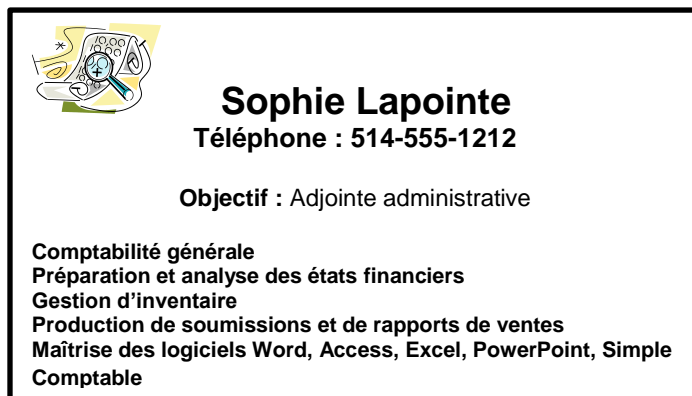 Sophie Lapointe
Téléphone : 514-555-1212
Objectif : Adjointe administrative
Comptabilité générale
Préparation et analyse des états financiers
Gestion d’inventaire
Production de soumissions et de rapports de ventes
Maîtrise des logiciels Word, Access, Excel, PowerPoint, Simple
Comptable